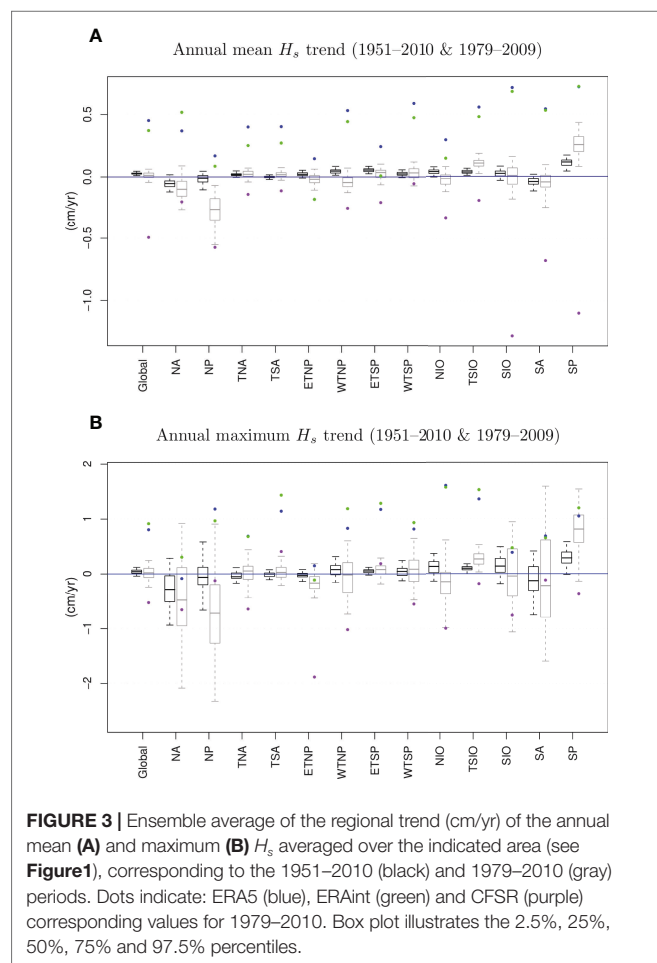 A
Annual mean Hs trend (1951–2010 & 1979–2009)
0.5
0.0
-0.5
-1.0
(cm/yr)
Global NA NP TNA TSA ETNP WTNP ETSP WTSP NIO TSIO SIO SA SP
B
Annual maximum Hs trend (1951–2010 & 1979–2009)
2
1
0
-1
-2
(cm/yr)
Global NA NP TNA TSA ETNP WTNP ETSP WTSP NIO TSIO SIO SA SP
FIGURE 3 | Ensemble average of the regional trend (cm/yr) of the annual
mean (A) and maximum (B) Hs averaged over the indicated area (see
Figure1), corresponding to the 1951–2010 (black) and 1979–2010 (gray)
periods. Dots indicate: ERA5 (blue), ERAint (green) and CFSR (purple)
corresponding values for 1979–2010. Box plot illustrates the 2.5%, 25%,
50%, 75% and 97.5% percentiles.